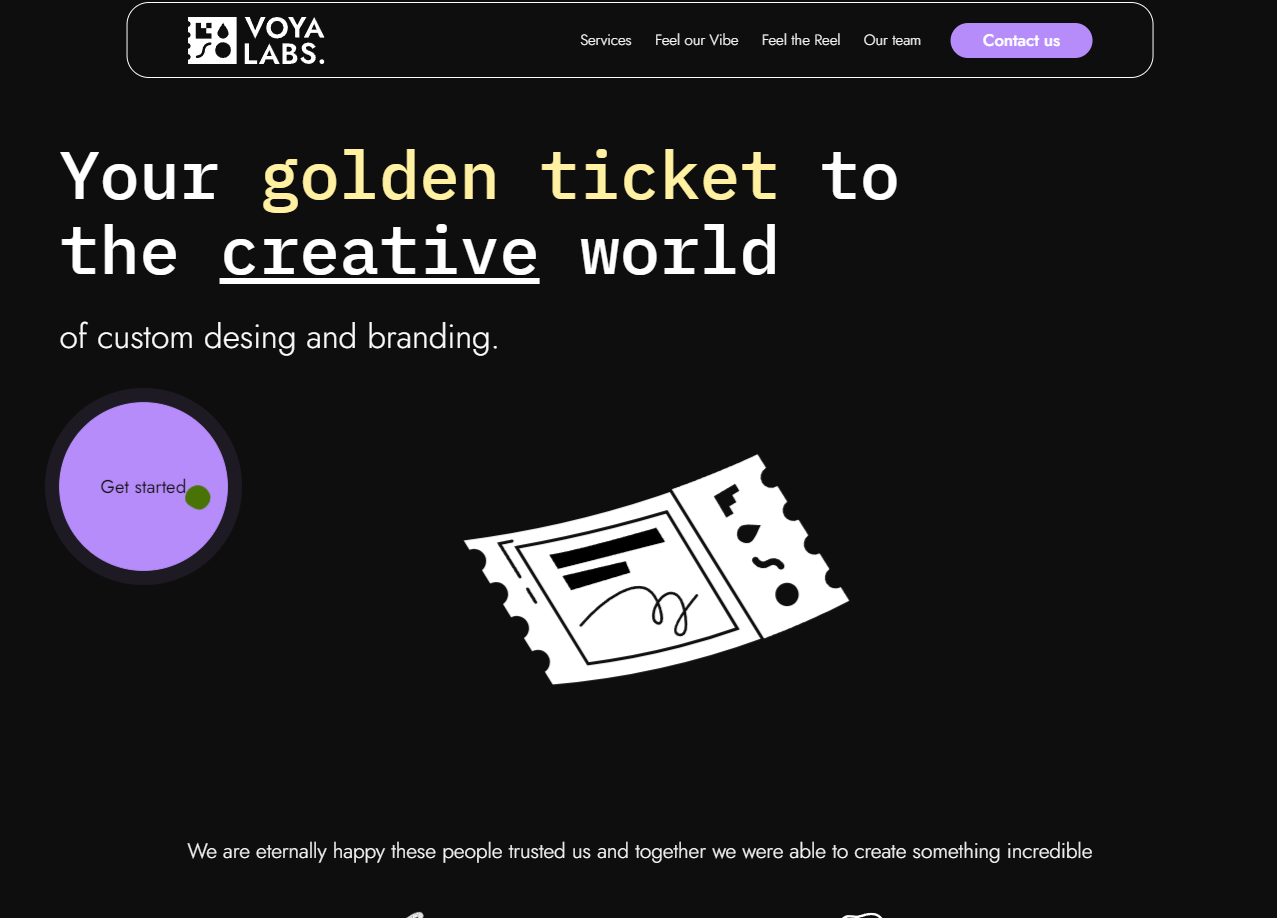 VOYA
LABS.
Services
Feel our Vibe
Feel the Reel
Our team
Contact us
Your golden ticket to
the creative world
of custom desing and branding.
Get started
We are eternally happy these people trusted us and together we were able to create something incredible